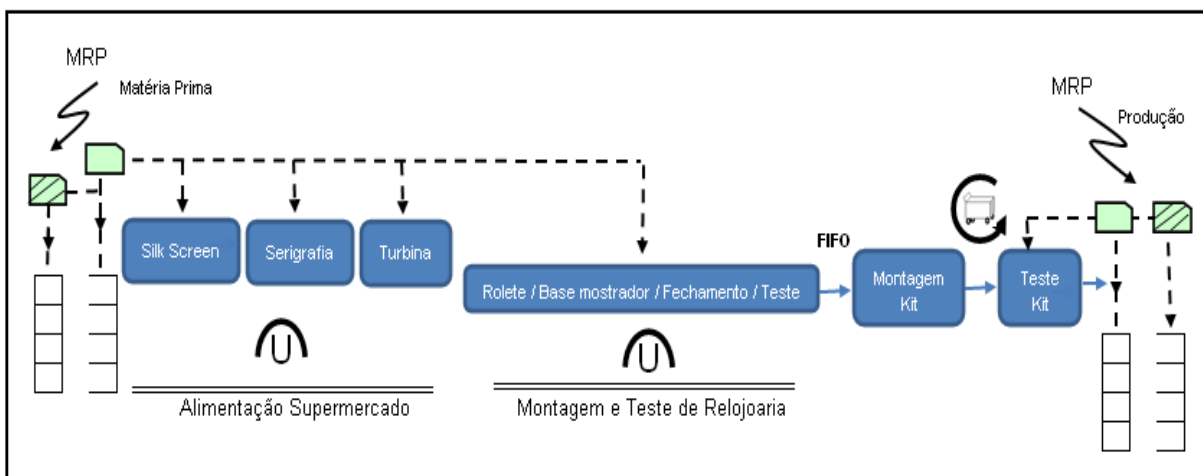 MRP
Matéria Prima
MRP
Produção
Silk Screen
Serigrafia
Turbina
Rolete / Base mostrador / Fechamento / Teste
FIFO
Montagem
Kit
Teste
Kit
U
U
Alimentação Supermercado
Montagem e Teste de Relojoaria